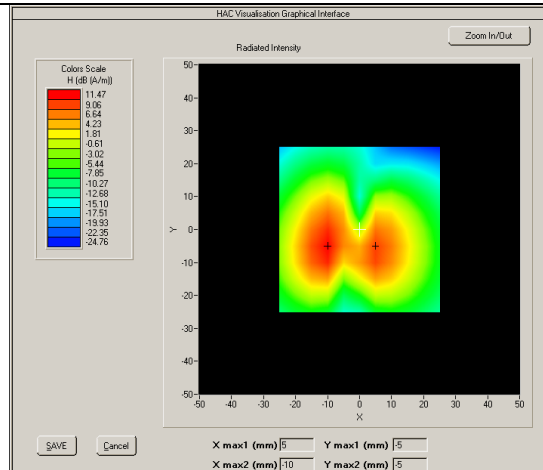 HAC Visualisation Graphical Interface
Zoom In/Out
Radiated Intensity
Colors Scale
H (dB (A/m))
11.47
9.06
6.64
4.23
1.81
-0.61
-3.02
-5.44
-7.85
-10.27
-12.68
-15.10
-17.51
-19.93
-22.35
-24.76
50
40
30
20
10
0
-10
-20
-30
-40
-50
Y
-50 -40 -30 -20 -10 0 10 20 30 40 50
X
SAVE Cancel
X max1 (mm) 5 Y max1 (mm) -5
X max2 (mm) -10 Y max2 (mm) -5